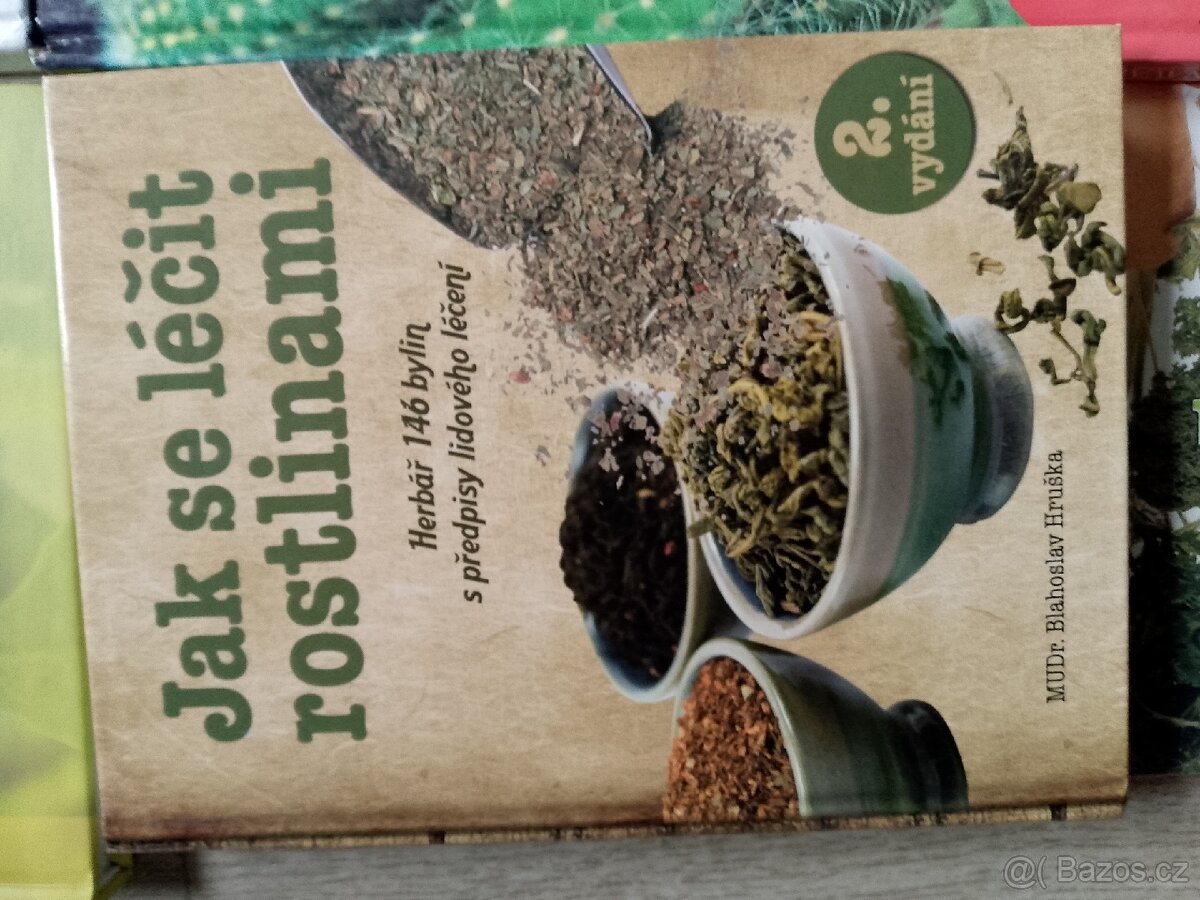 Jak se léčit
rostlinami
Herbář 146 bylin
s předpisy lidového léčení
2.
vydání
MUDr. Blahoslav Hruška
@( Bazos.cz